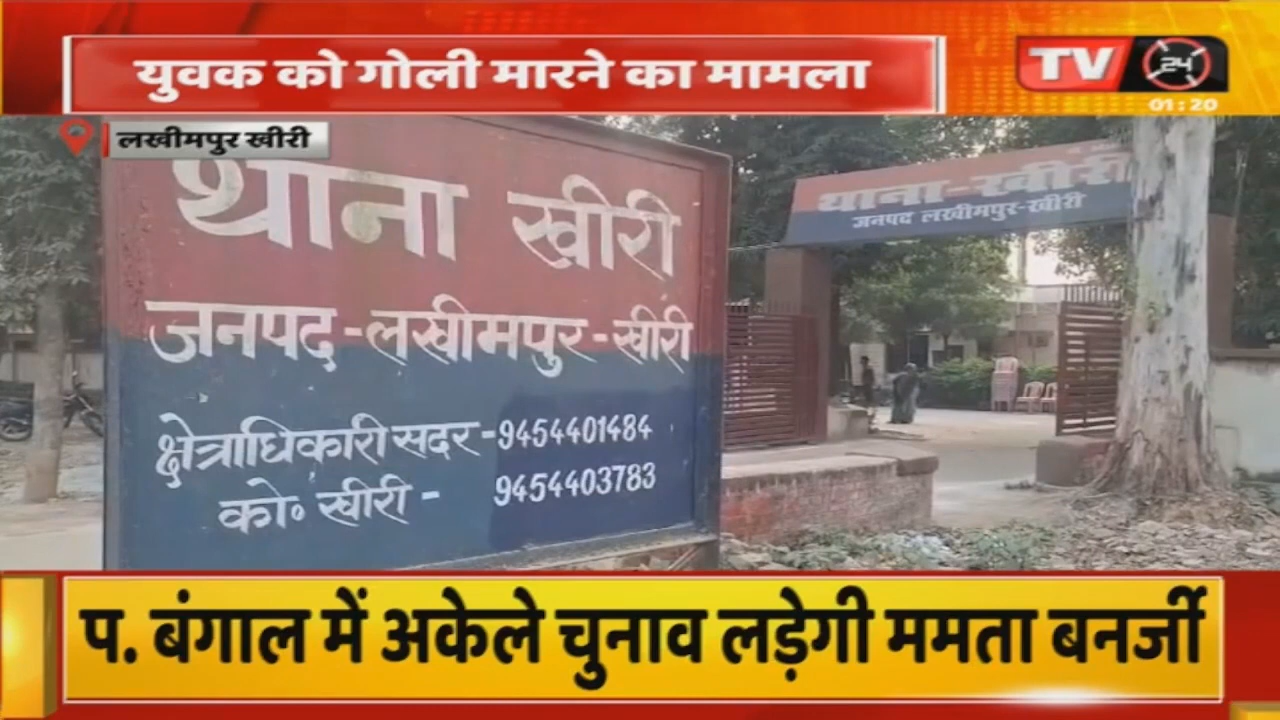 युवक को गोली मारने का मामला
TV 24
01:20
लखीमपुर खीरी
थाना खीरी
जनपद-लखीमपुर-खीरी
क्षेत्राधिकारी सदर-9454401484
को० खीरी- 9454403783
थाना-खीरी
जनपद लखीमपुर-खीरी
प. बंगाल में अकेले चुनाव लड़ेगी ममता बनर्जी